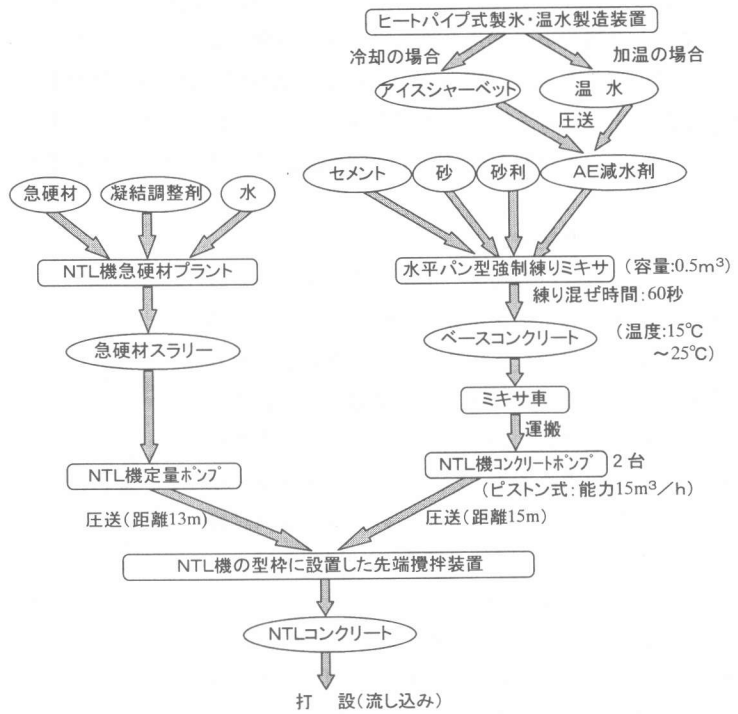 ヒートパイプ式製氷・温水製造装置
冷却の場合
加温の場合
アイスシャーベット
温 水
圧送
セメント
砂
砂利
AE減水剤
急硬材
凝結調整剤
水
NTL機急硬材プラント
水平パン型強制練りミキサ
(容量:0.5m³)
練り混ぜ時間:60秒
急硬材スラリー
ベースコンクリート
(温度:15℃
～25℃)
ミキサ車
運搬
NTL機定量ポンプ
NTL機コンクリートポンプ
2台
(ピストン式:能力15m³/h)
圧送(距離13m)
圧送(距離15m)
NTL機の型枠に設置した先端攪拌装置
NTLコンクリート
打 設(流し込み)